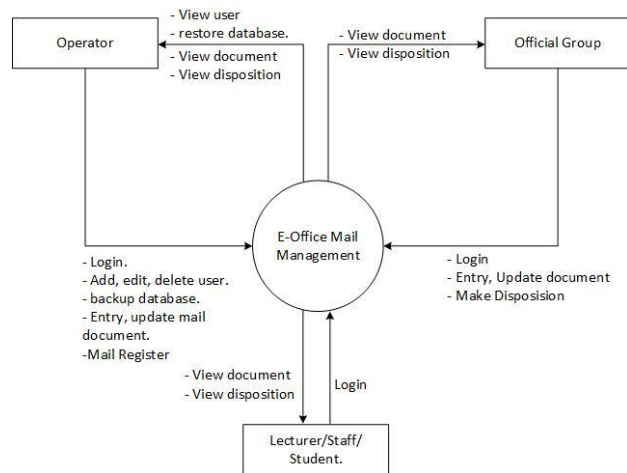 - View user
- restore database.
Operator
- View document
- View disposition
- View document
- View disposition
Official Group
E-Office Mail
Management
- Login.
- Add, edit, delete user.
- backup database.
- Entry, update mail
document.
-Mail Register
- Login
- Entry, Update document
- Make Disposision
- View document
- View disposition
Login
Lecturer/Staff/
Student.